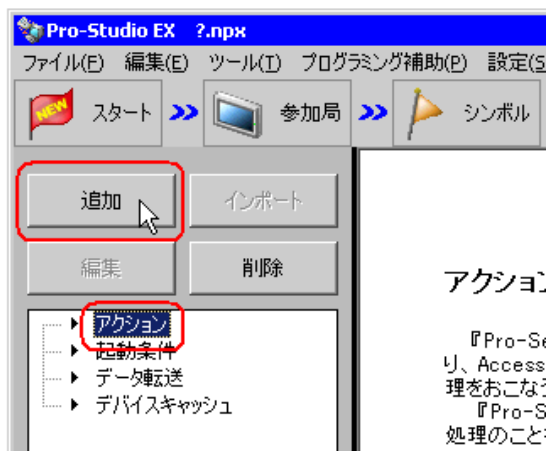 Pro-Studio EX ?.npx
ファイル(F) 編集(E) ツール(T) プログラミング補助(P) 設定(S
NEW スタート 参加局 シンボル
追加 インポート
編集 削除
アクション
起動条件
データ転送
デバイスキャッシュ
アクション
『Pro-Se
り、Access
理をおこなう
『Pro-S
処理のこと